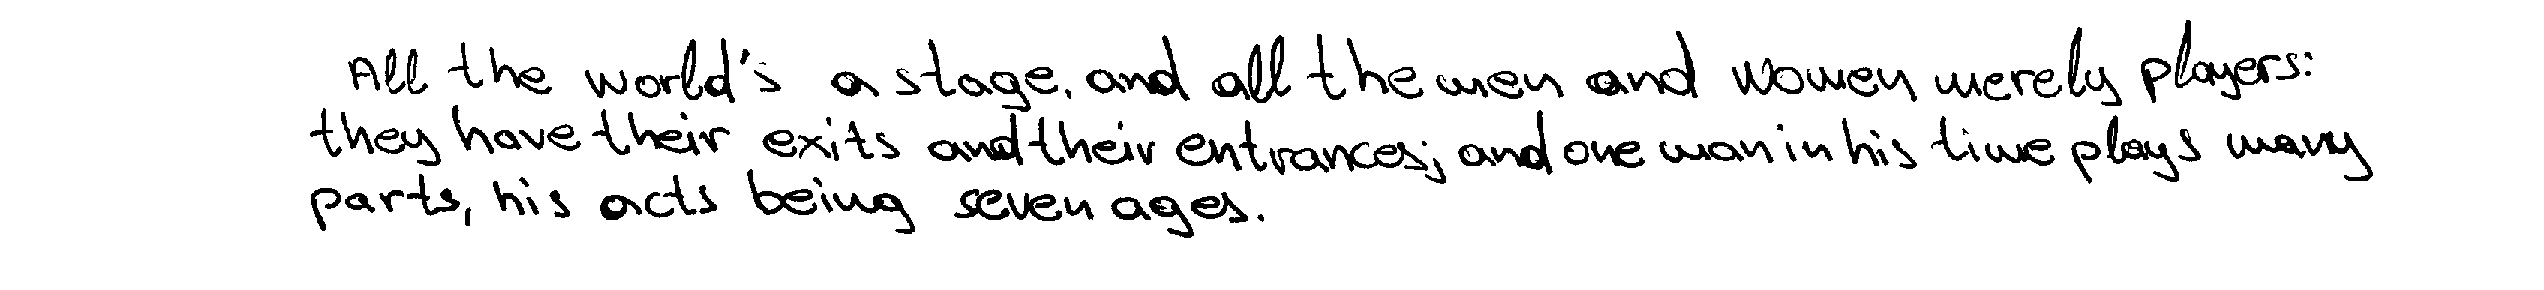 All the world's a stage, and all the men and women merely players:
they have their exits and their entrances; and one man in his time plays many
parts, his acts being seven ages.